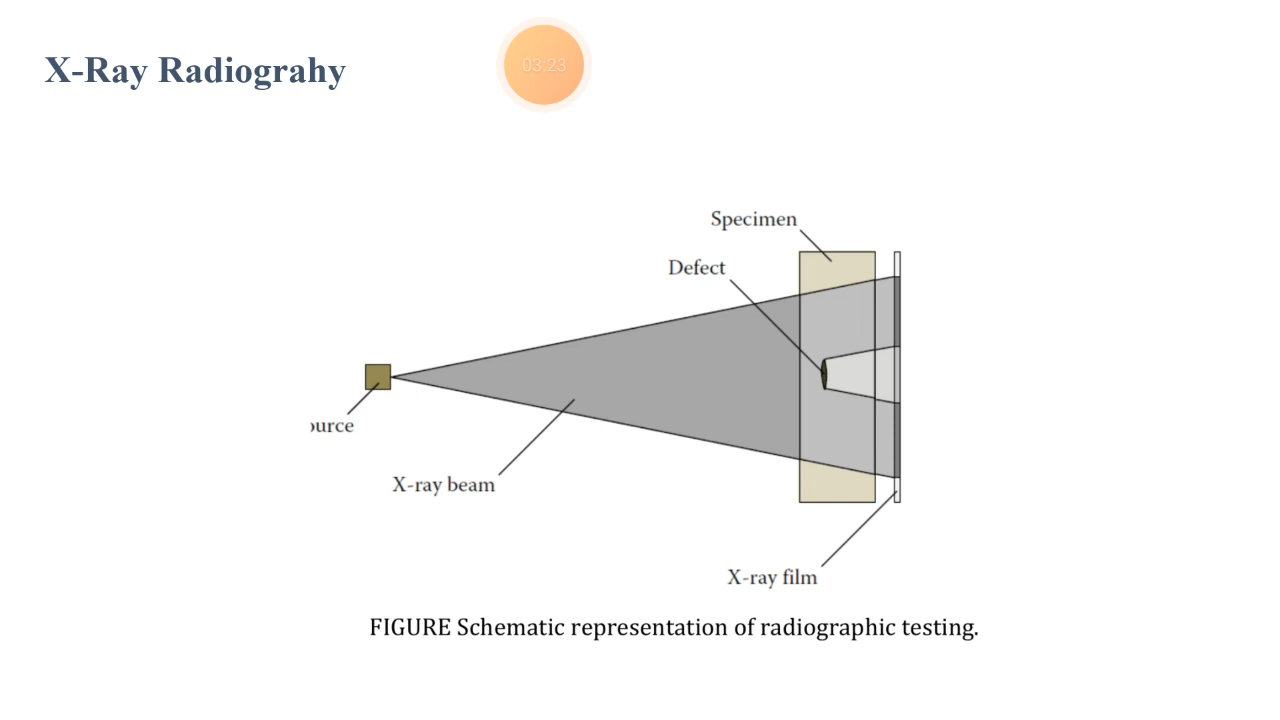 X-Ray Radiograhy
03:23
Specimen
Defect
ource
X-ray beam
X-ray film
FIGURE Schematic representation of radiographic testing.